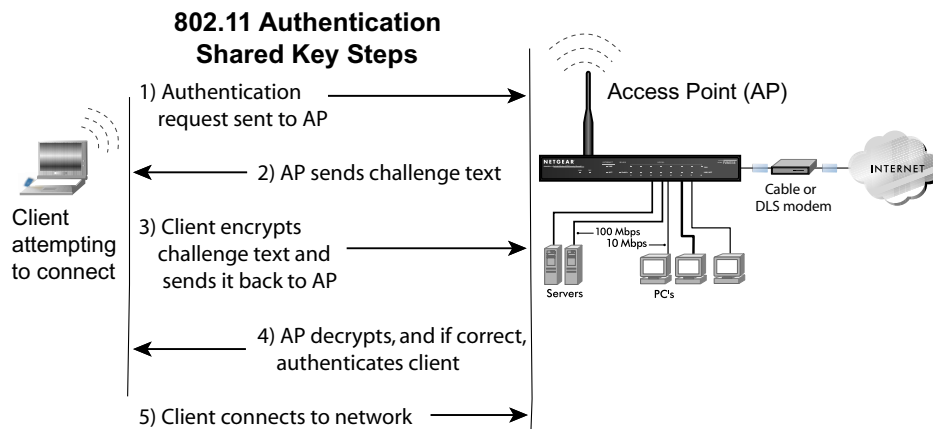 802.11 Authentication
Shared Key Steps
1) Authentication
request sent to AP
Access Point (AP)
2) AP sends challenge text
NETGEAR
INTERNET
Cable or
DLS modem
Client
attempting
to connect
3) Client encrypts
challenge text and
sends it back to AP
100 Mbps
10 Mbps
Servers
PC's
4) AP decrypts, and if correct,
authenticates client
5) Client connects to network